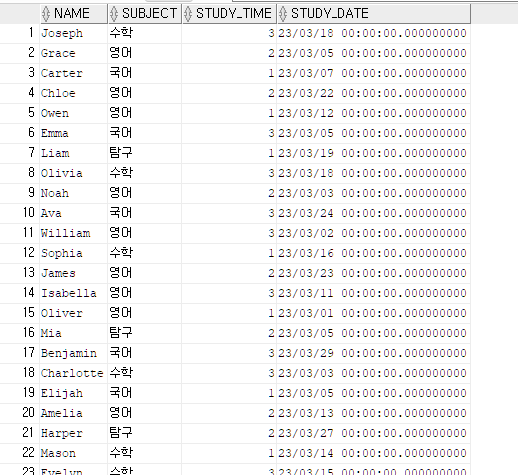 NAME SUBJECT STUDY_TIME STUDY_DATE
1 Joseph 수학 3 23/03/18 00:00:00.000000000
2 Grace 영어 2 23/03/05 00:00:00.000000000
3 Carter 국어 1 23/03/07 00:00:00.000000000
4 Chloe 영어 2 23/03/22 00:00:00.000000000
5 Owen 영어 1 23/03/12 00:00:00.000000000
6 Emma 국어 3 23/03/05 00:00:00.000000000
7 Liam 탐구 1 23/03/19 00:00:00.000000000
8 Olivia 수학 3 23/03/18 00:00:00.000000000
9 Noah 영어 2 23/03/03 00:00:00.000000000
10 Ava 국어 3 23/03/24 00:00:00.000000000
11 William 영어 3 23/03/02 00:00:00.000000000
12 Sophia 수학 1 23/03/16 00:00:00.000000000
13 James 영어 2 23/03/23 00:00:00.000000000
14 Isabella 영어 3 23/03/11 00:00:00.000000000
15 Oliver 영어 1 23/03/01 00:00:00.000000000
16 Mia 탐구 2 23/03/05 00:00:00.000000000
17 Benjamin 국어 3 23/03/29 00:00:00.000000000
18 Charlotte 수학 3 23/03/03 00:00:00.000000000
19 Elijah 국어 1 23/03/05 00:00:00.000000000
20 Amelia 영어 2 23/03/13 00:00:00.000000000
21 Harper 탐구 2 23/03/27 00:00:00.000000000
22 Mason 수학 1 23/03/14 00:00:00.000000000
23 Evelyn 수학 3 23/03/15 00:00:00.000000000